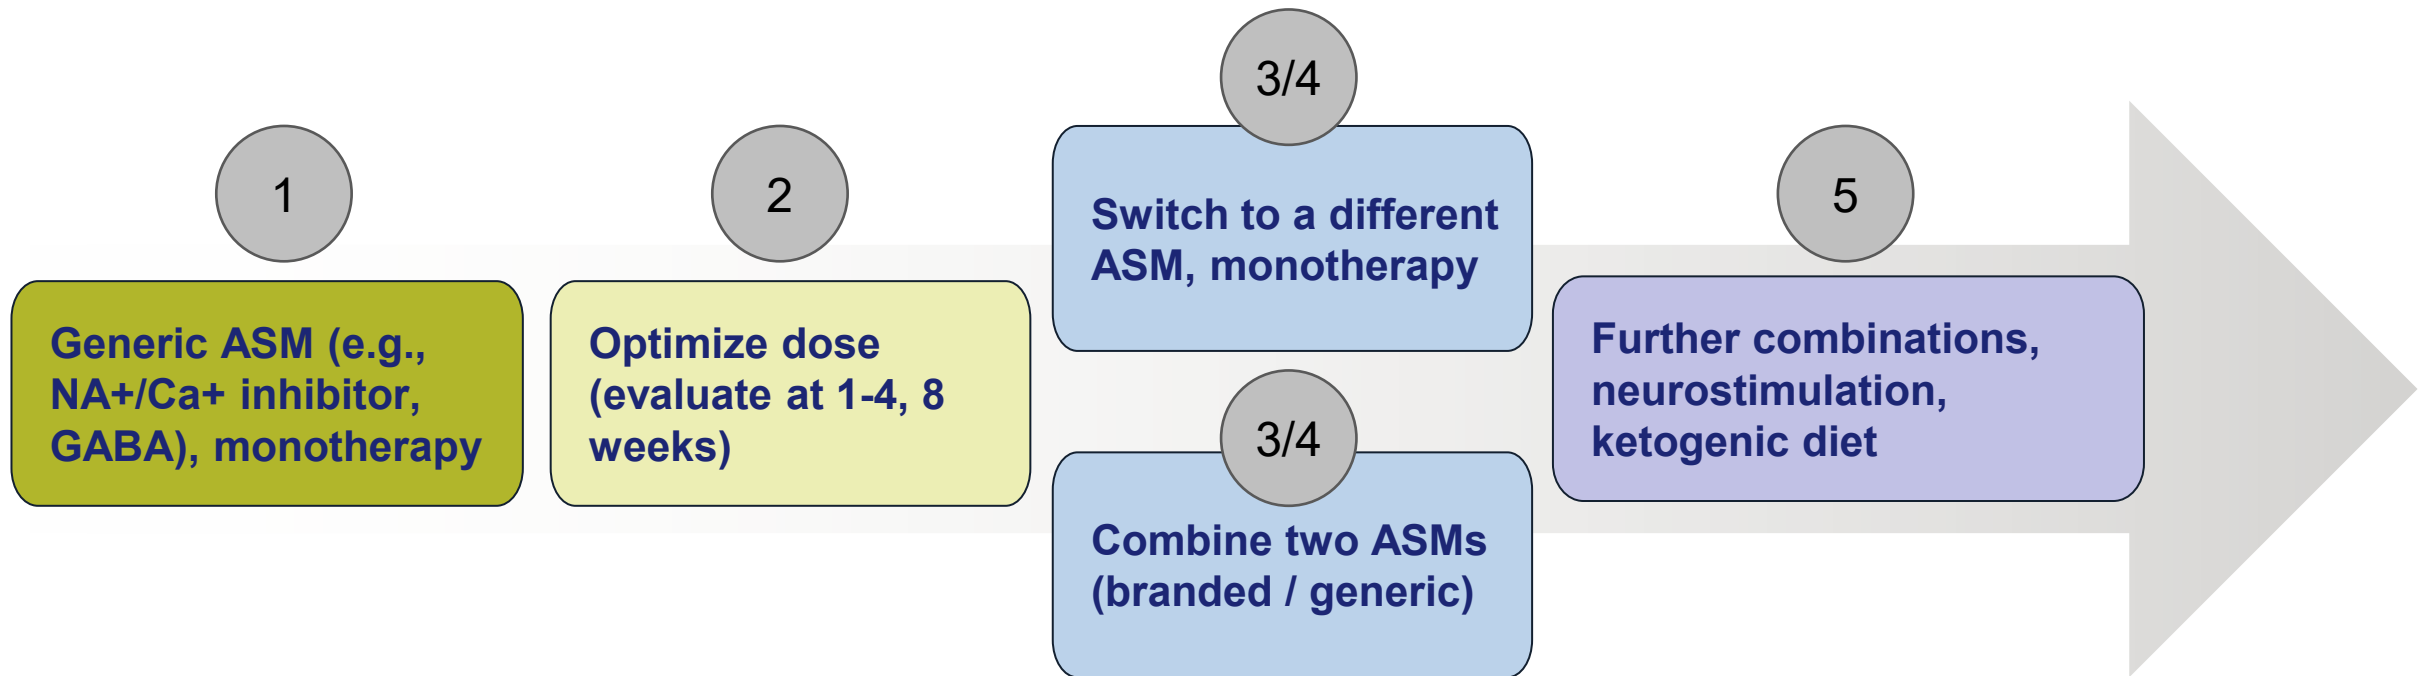 1
Generic ASM (e.g.,
NA+/Ca+ inhibitor,
GABA), monotherapy
2
Optimize dose
(evaluate at 1-4, 8
weeks)
3/4
Switch to a different
ASM, monotherapy
3/4
Combine two ASMs
(branded / generic)
5
Further combinations,
neurostimulation,
ketogenic diet